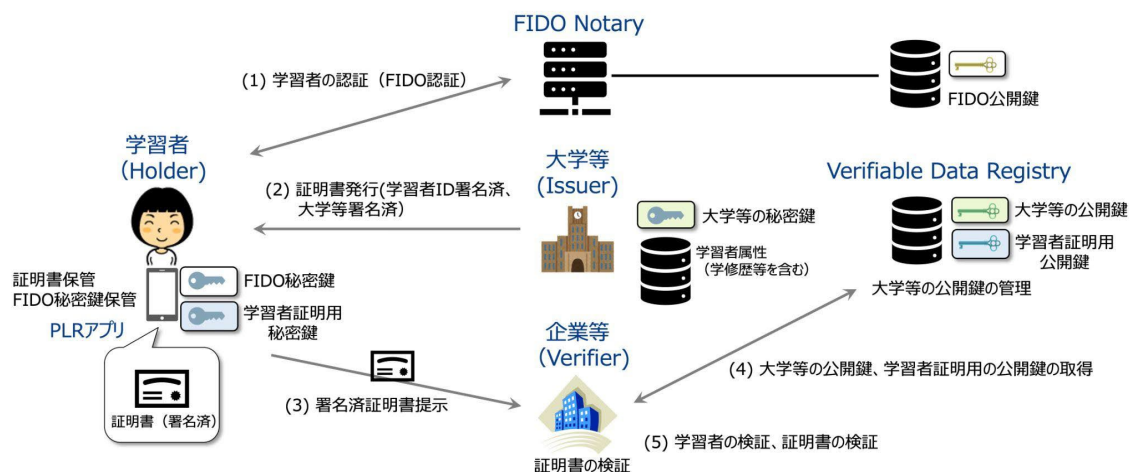 FIDO Notary
(1) 学習者の認証（FIDO認証）
FIDO公開鍵
学習者
（Holder）
大学等
(Issuer)
Verifiable Data Registry
(2) 証明書発行(学習者ID署名済、
大学等署名済）
大学等の秘密鍵
学習者属性
（学修歴等を含む）
大学等の公開鍵
学習者証明用
公開鍵
大学等の公開鍵の管理
証明書保管
FIDO秘密鍵保管
PLRアプリ
FIDO秘密鍵
学習者証明用
秘密鍵
企業等
（Verifier）
(4) 大学等の公開鍵、学習者証明用の公開鍵の取得
(3) 署名済証明書提示
証明書（署名済）
(5) 学習者の検証、証明書の検証
証明書の検証